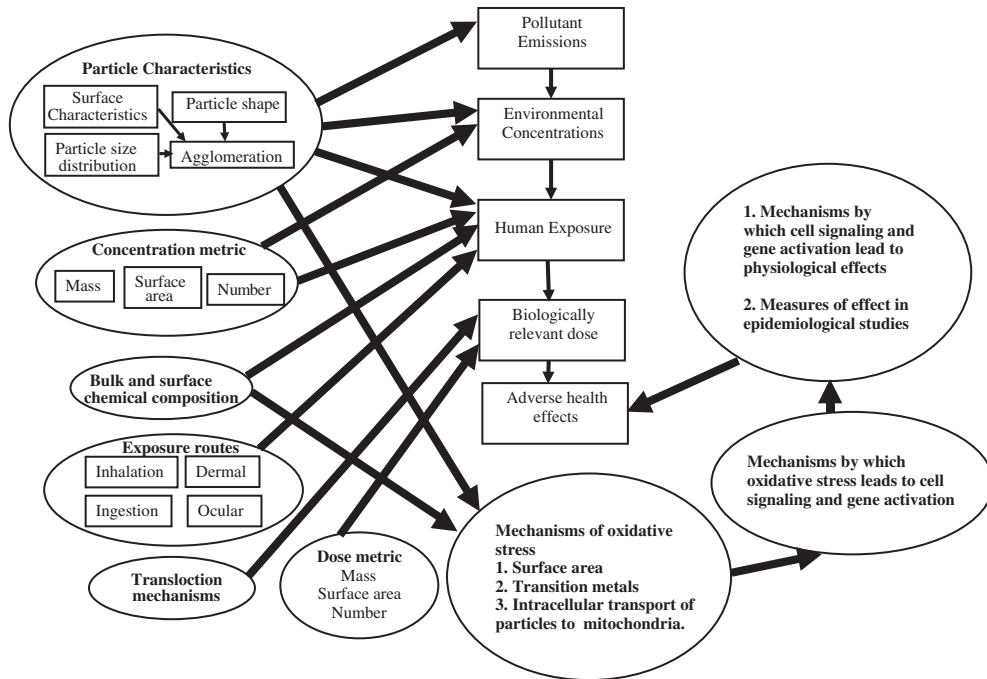 Pollutant
Emissions
Particle Characteristics
Surface
Characteristics
Particle shape
Particle size
distribution
Agglomeration
Environmental
Concentrations
Human Exposure
Concentration metric
Mass
Surface
area
Number
Biologically
relevant dose
Bulk and surface
chemical composition
Adverse health
effects
Exposure routes
Inhalation
Dermal
Ingestion
Ocular
Transloction
mechanisms
Dose metric
Mass
Surface area
Number
Mechanisms of oxidative
stress
1. Surface area
2. Transition metals
3. Intracellular transport of
particles to mitochondria.
Mechanisms by which
oxidative stress leads to cell
signaling and gene activation
1. Mechanisms by
which cell signaling and
gene activation lead to
physiological effects
2. Measures of effect in
epidemiological studies